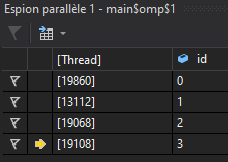 Espion parallèle 1 - main$omp$1
[Thread] id
[19860] 0
[13112] 1
[19068] 2
[19108] 3